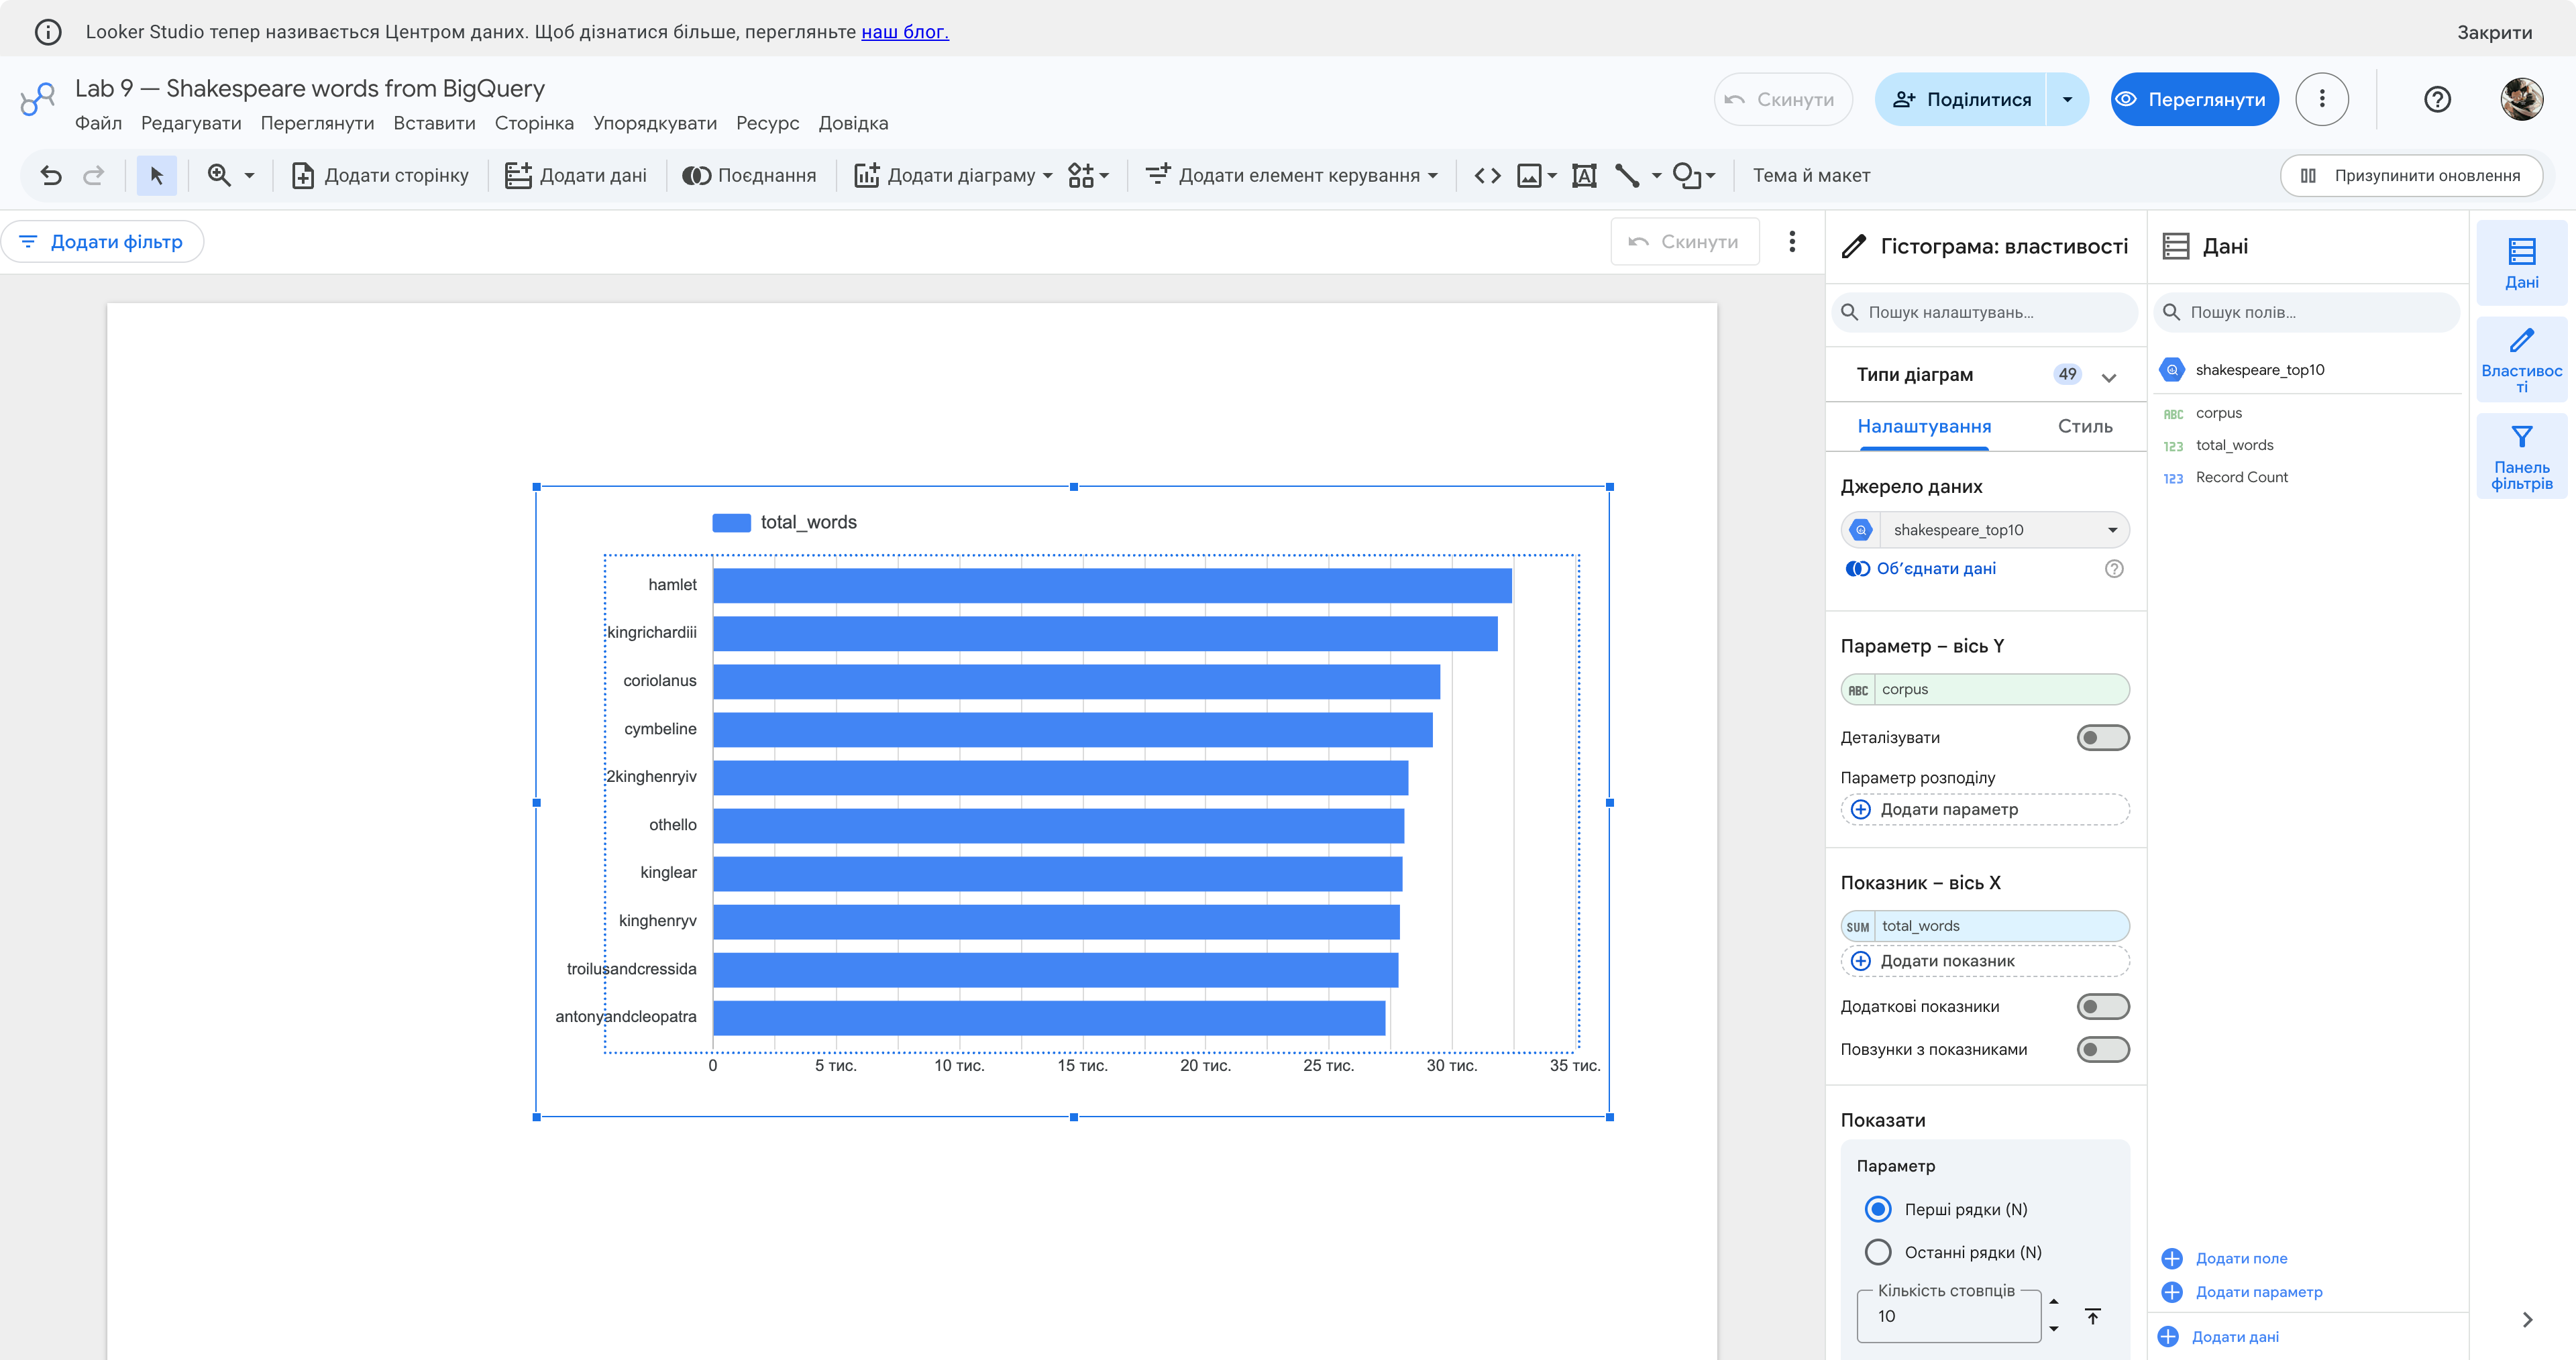 Looker Studio тепер називається Центром даних. Щоб дізнатися більше, перегляньте наш блог.
Закрити
Lab 9 — Shakespeare words from BigQuery
Файл Редагувати Переглянути Вставити Сторінка Упорядкувати Ресурс Довідка
Скинути
Поділитися
Переглянути
Додати сторінку
Додати дані
Поєднання
Додати діаграму
Додати елемент керування
Тема й макет
Призупинити оновлення
Додати фільтр
Скинути
total_words
hamlet
kingrichardiii
coriolanus
cymbeline
2kinghenryiv
othello
kinglear
kinghenryv
troilusandcressida
antonyandcleopatra
0 5 тис. 10 тис. 15 тис. 20 тис. 25 тис. 30 тис. 35 тис.
Гістограма: властивості
Пошук налаштувань...
Типи діаграм 49
Налаштування Стиль
Джерело даних
shakespeare_top10
Об’єднати дані
Параметр – вісь Y
ABC corpus
Деталізувати
Параметр розподілу
Додати параметр
Показник – вісь X
SUM total_words
Додати показник
Додаткові показники
Повзунки з показниками
Показати
Параметр
Перші рядки (N)
Останні рядки (N)
Кількість стовпців
10
Дані
Пошук полів...
shakespeare_top10
ABC corpus
123 total_words
123 Record Count
Додати поле
Додати параметр
Додати дані
Дані
Властивос
ті
Панель
фільтрів